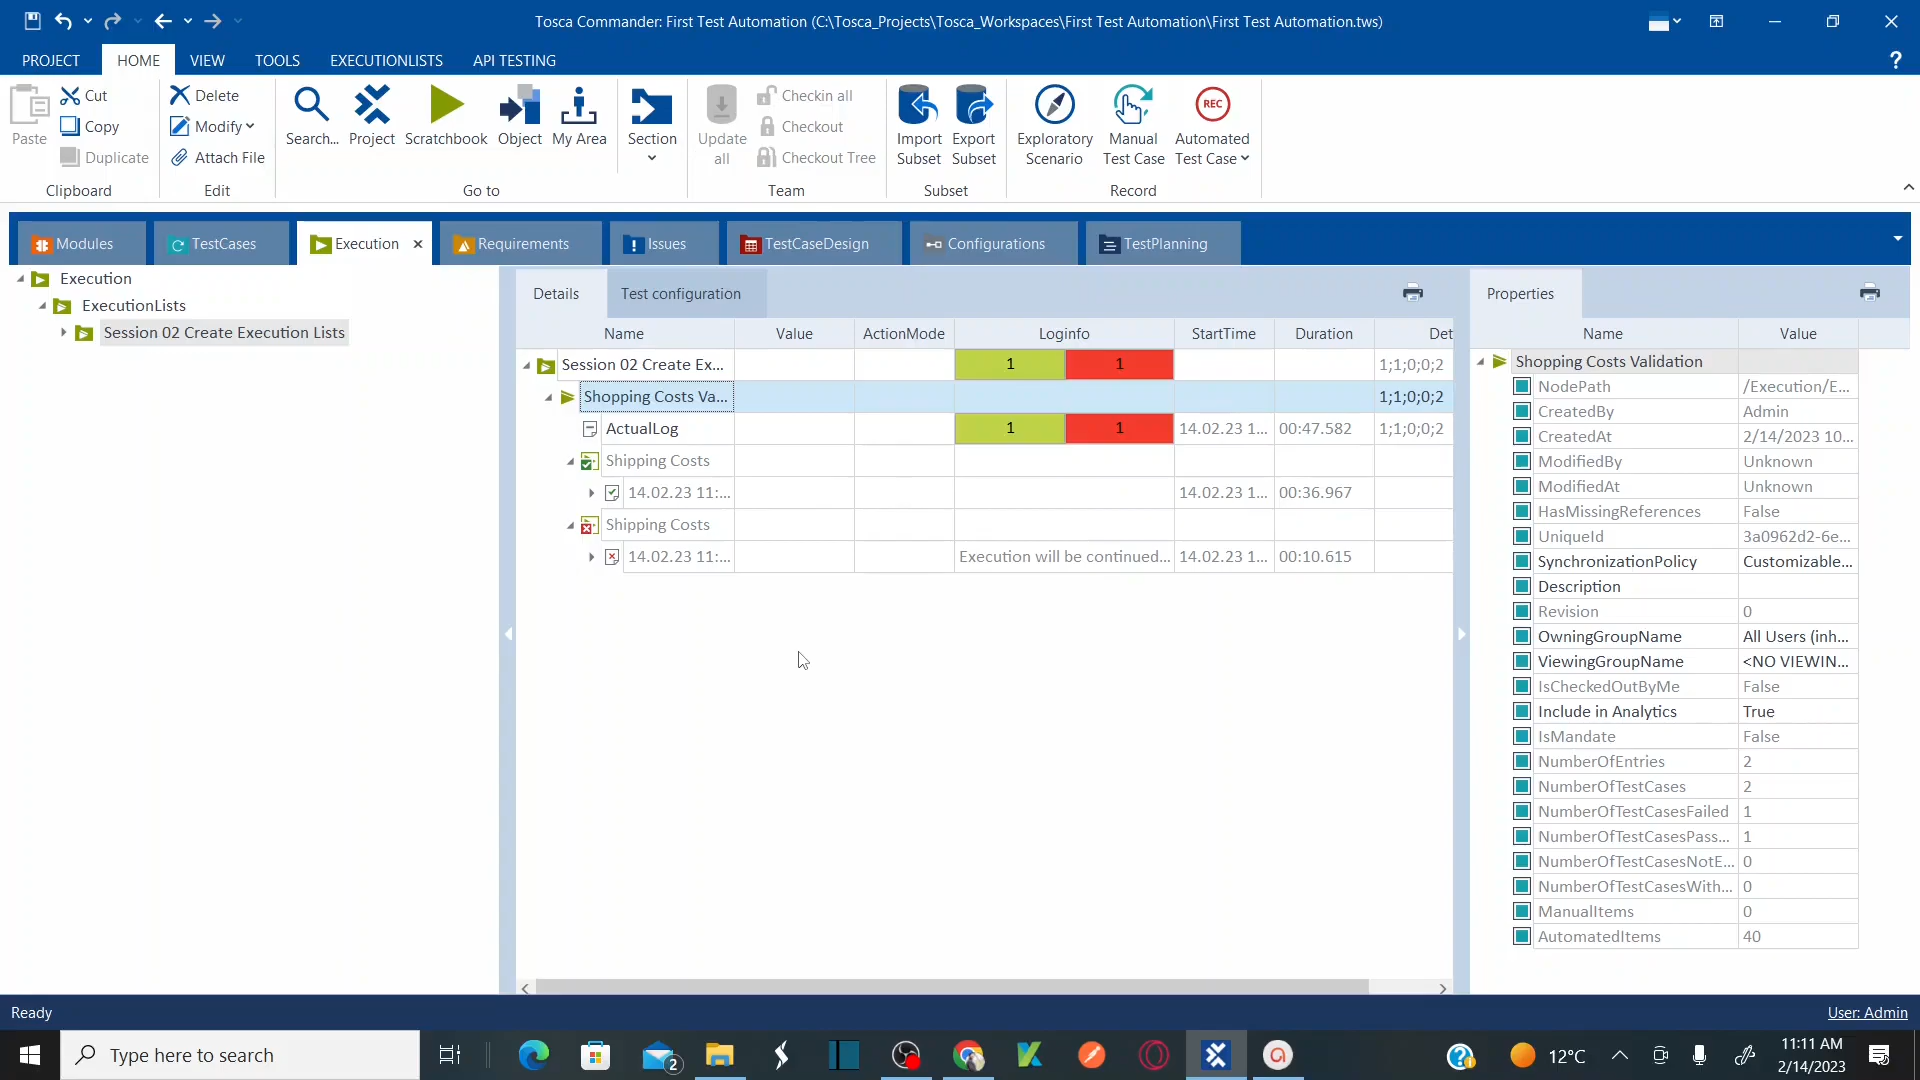 Tosca Commander: First Test Automation (C:\Tosca_Projects\Tosca_Workspaces\First Test Automation\First Test Automation.tws)
PROJECT HOME VIEW TOOLS EXECUTIONLISTS API TESTING ?
Paste
Cut
Copy
Duplicate
Clipboard
Delete
Modify
Attach File
Edit
Search...
Project
Scratchbook
Object
My Area
Go to
Section
Update all
Checkin all
Checkout
Checkout Tree
Team
Import Subset
Export Subset
Subset
Exploratory Scenario
Manual Test Case
REC
Automated Test Case
Record
Modules TestCases Execution Requirements Issues TestCaseDesign Configurations TestPlanning
Execution
ExecutionLists
Session 02 Create Execution Lists
Details Test configuration
Name Value ActionMode Loginfo StartTime Duration Det
Session 02 Create Ex... 1 1 1;1;0;0;2
Shopping Costs Va... 1;1;0;0;2
ActualLog 1 1 14.02.23 1... 00:47.582 1;1;0;0;2
Shipping Costs
14.02.23 11:... 14.02.23 1... 00:36.967
Shipping Costs
14.02.23 11:... Execution will be continued... 14.02.23 1... 00:10.615
Properties
Name Value
Shopping Costs Validation
NodePath /Execution/E...
CreatedBy Admin
CreatedAt 2/14/2023 10...
ModifiedBy Unknown
ModifiedAt Unknown
HasMissingReferences False
UniqueId 3a0962d2-6e...
SynchronizationPolicy Customizable...
Description
Revision 0
OwningGroupName All Users (inh...
ViewingGroupName <NO VIEWIN...
IsCheckedOutByMe False
Include in Analytics True
IsMandate False
NumberOfEntries 2
NumberOfTestCases 2
NumberOfTestCasesFailed 1
NumberOfTestCasesPass... 1
NumberOfTestCasesNotE... 0
NumberOfTestCasesWith... 0
ManualItems 0
AutomatedItems 40
Ready User: Admin
Type here to search 2 12°C 11:11 AM
2/14/2023